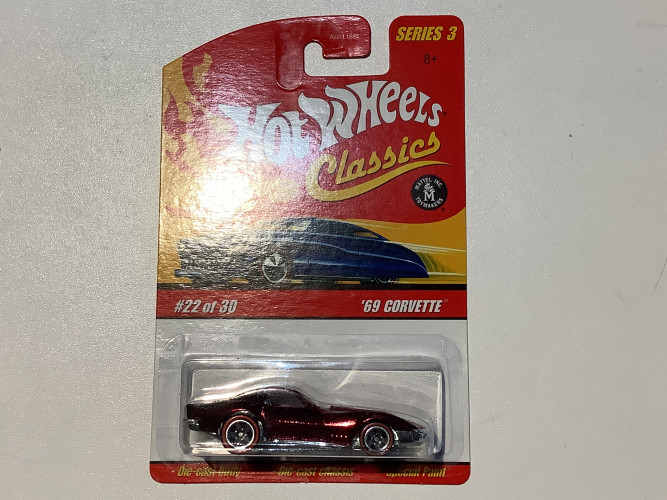 SERIES 3
8+
Hot Wheels
Classics
MATTEL, INC.
M
TOYMAKERS
#22 of 30
'69 CORVETTE™
- Die-cast body
- Die-cast chassis
- Special Paint